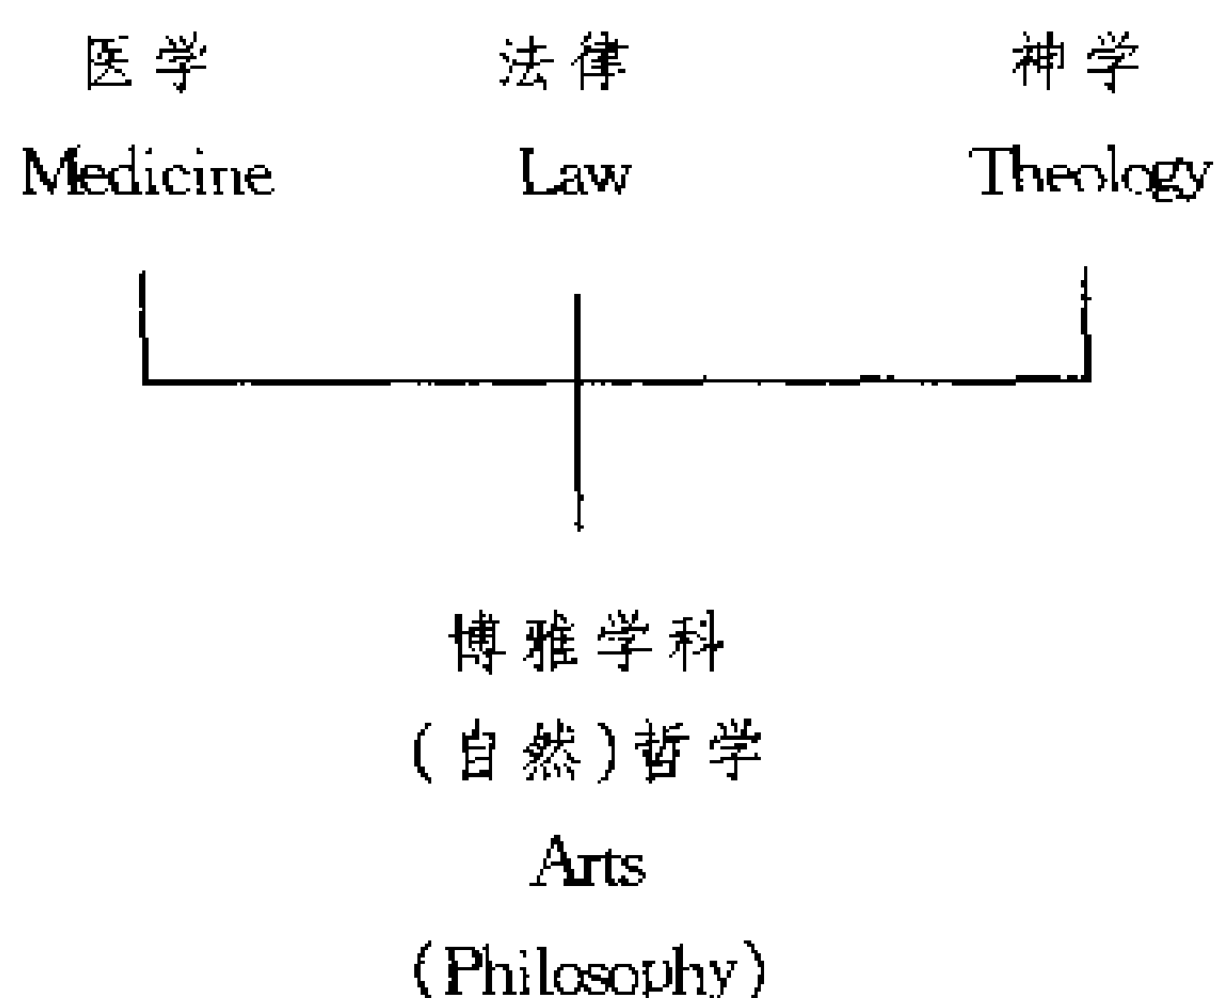 医学 法律 神学
Medicine Law Theology
博雅学科
(自然)哲学
Arts
(Philosophy)